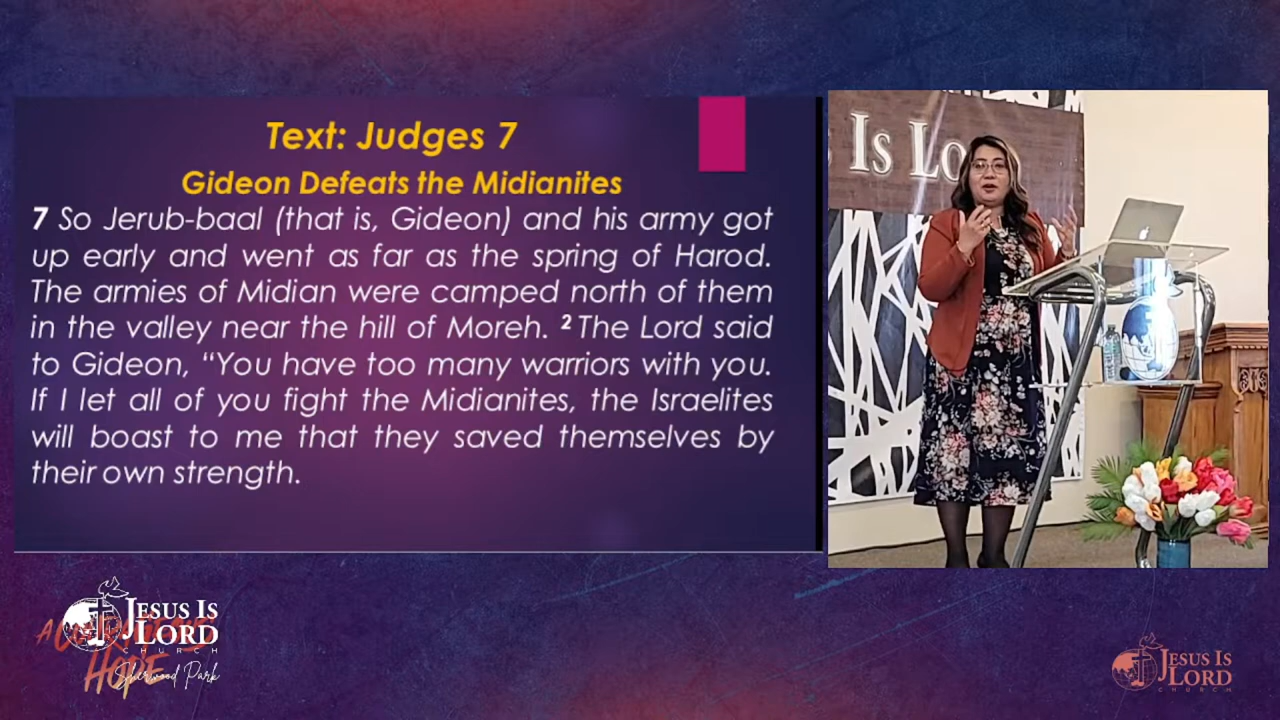 Text: Judges 7
Gideon Defeats the Midianites
7 So Jerub-baal (that is, Gideon) and his army got
up early and went as far as the spring of Harod.
The armies of Midian were camped north of them
in the valley near the hill of Moreh. ² The Lord said
to Gideon, “You have too many warriors with you.
If I let all of you fight the Midianites, the Israelites
will boast to me that they saved themselves by
their own strength.
Is Lo
JESUS IS
LORD
CHURCH
HOPE
Sherwood Park
JESUS IS
LORD
CHURCH